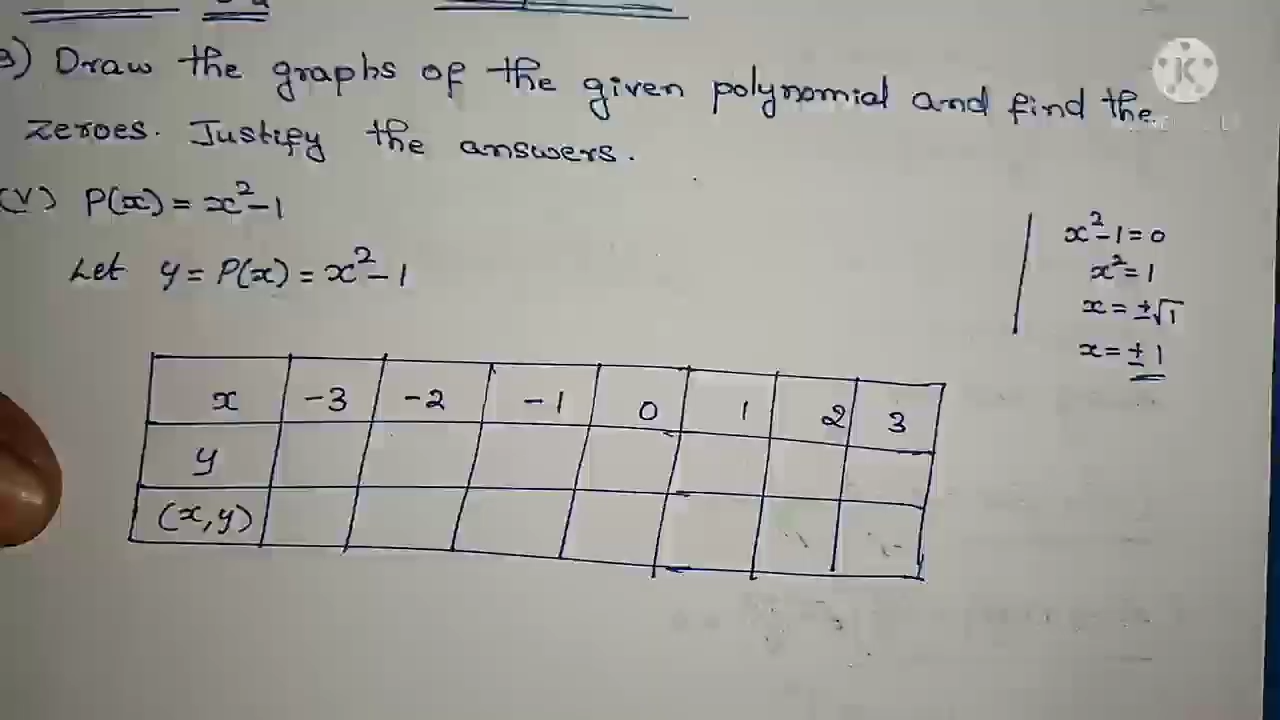 3) Draw the graphs of the given polynomial and find the
zeroes. Justify the answers.
(v) P(x) = x²-1
Let y = P(x) = x²-1
x²-1=0
x²=1
x=±√1
x=±1
x -3 -2 -1 0 1 2 3
y
(x,y)
K